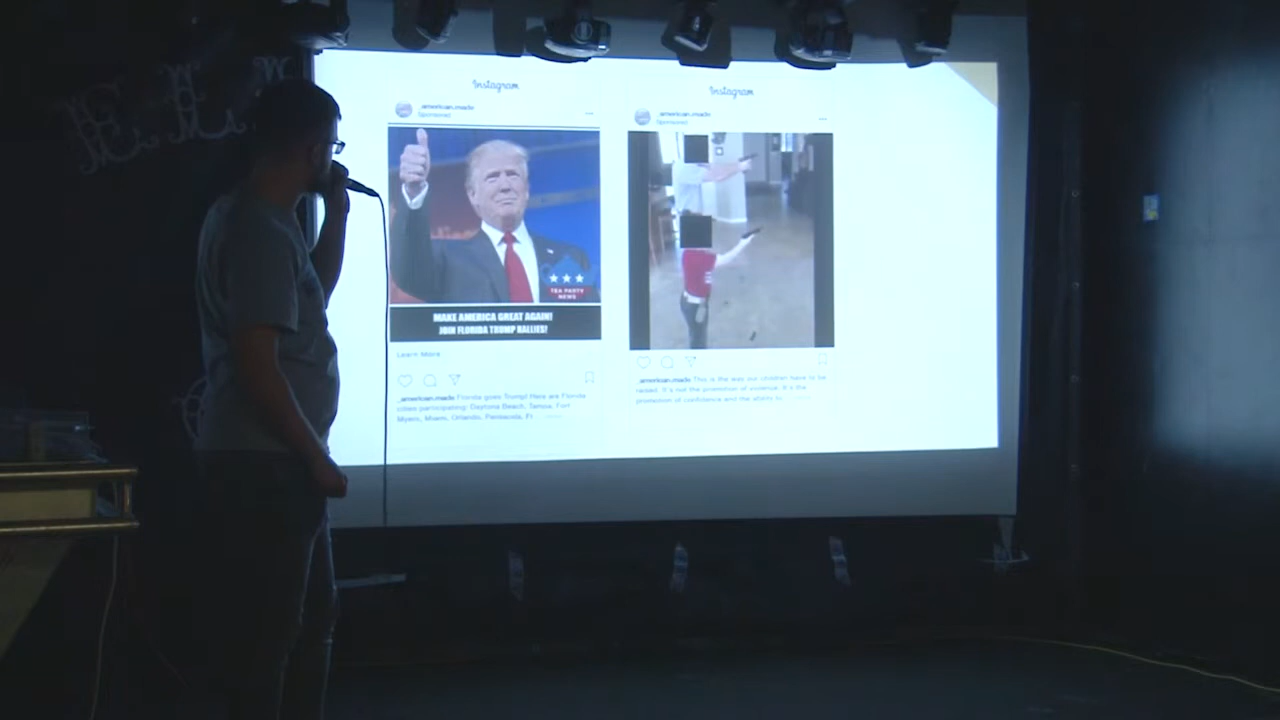 Instagram
_american.made
Sponsored
TEA PARTY
NEWS
MAKE AMERICA GREAT AGAIN!
JOIN FLORIDA TRUMP RALLIES!
Learn More
_american.made Florida goes Trump! Here are Florida
cities participating: Daytona Beach, Tampa, Fort
Myers, Miami, Orlando, Pensacola,
Instagram
_american.made
Sponsored
_american.made This is the way our children have to be
raised. It's not the promotion of violence. It's the
promotion of confidence and the ability to